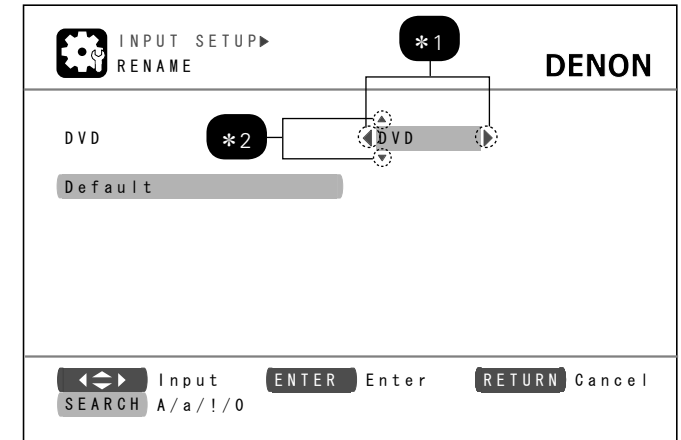 INPUT SETUP▶
RENAME
*1
DENON
DVD
*2
◀DVD ▶
Default
◀▲▼▶ Input ENTER Enter RETURN Cancel
SEARCH A/a/!/0